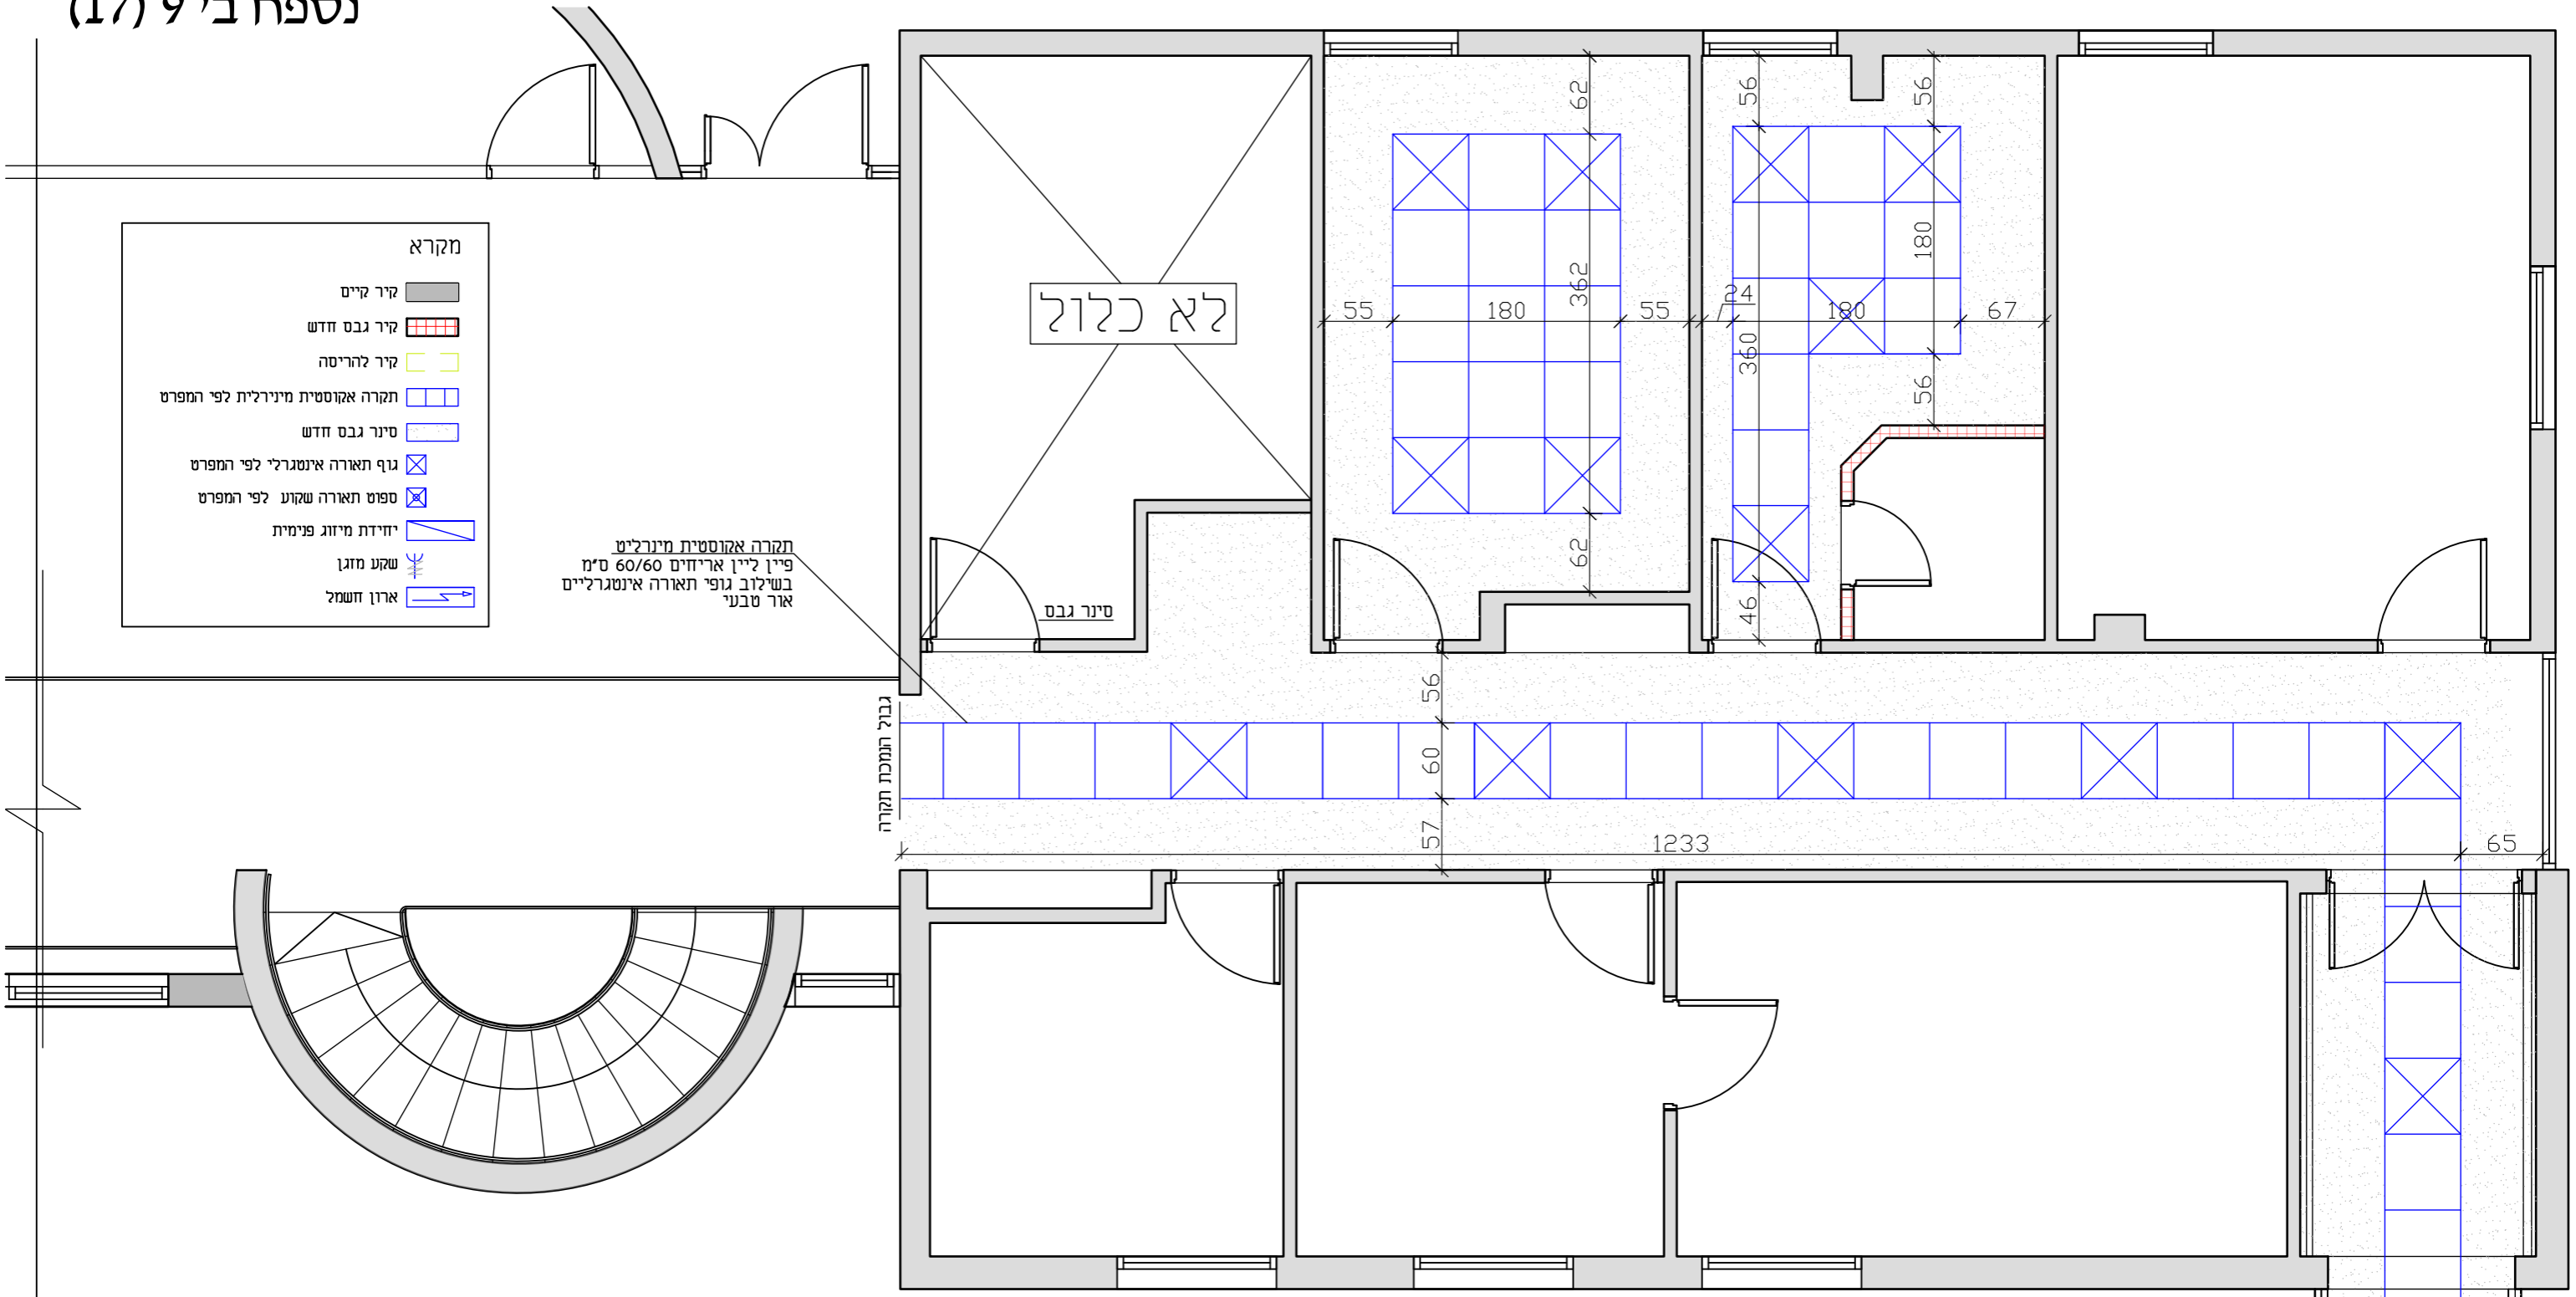 נספח ב' 9 (17)
מקרא
קיר קיים
קיר גבס חדש
קיר להריסה
תקרה אקוסטית מינירלית לפי המפרט
סינר גבס חדש
גוף תאורה אינטגרלי לפי המפרט
ספוט תאורה שקוע לפי המפרט
יחידת מיזוג פנימית
שקע מזגן
ארון חשמל
תקרה אקוסטית מינרליט
פיין ליין אריחים 60/60 ס"מ
בשילוב גופי תאורה אינטגרליים
אור טבעי
סינר גבס
גבול הנמכת תקרה
לא כלול
62
362
62
55
180
55
56
360
46
24
180
67
56
180
56
56
60
57
1233
65